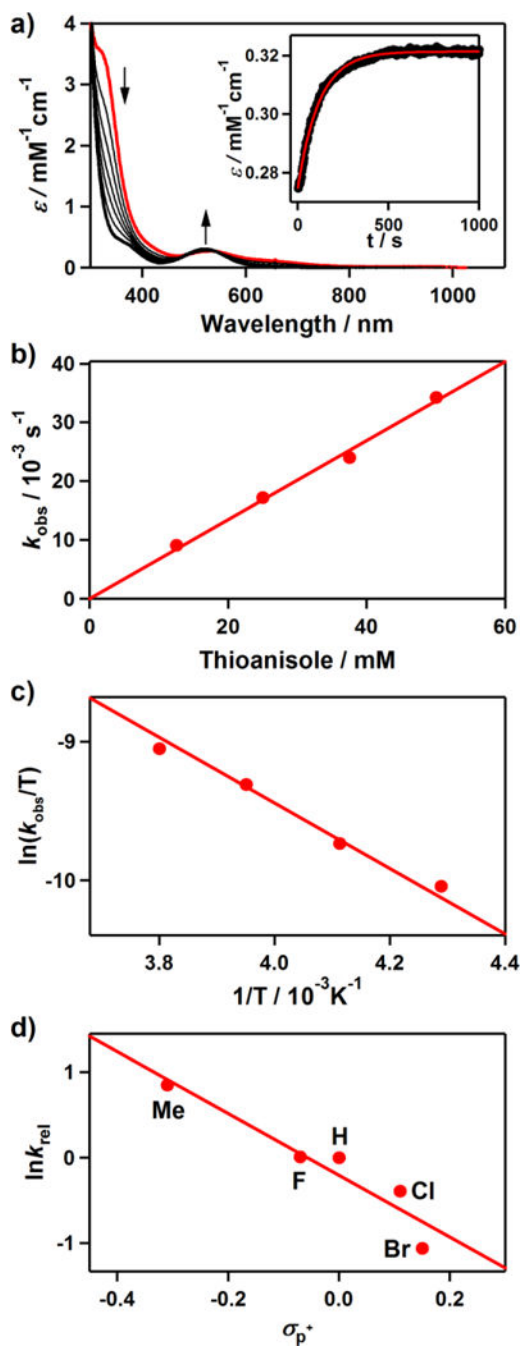 a)
4
3
2
1
0
ε / mM⁻¹cm⁻¹
400 600 800 1000
Wavelength / nm
0.32
0.30
0.28
ε / mM⁻¹cm⁻¹
0 500 1000
t / s
b)
40
30
20
10
0
k_obs / 10⁻³ s⁻¹
0 20 40 60
Thioanisole / mM
c)
-9
-10
ln(k_obs/T)
3.8 4.0 4.2 4.4
1/T / 10⁻³K⁻¹
d)
1
0
-1
lnk_rel
Me
F
H
Cl
Br
-0.4 -0.2 0.0 0.2
σ_p⁺